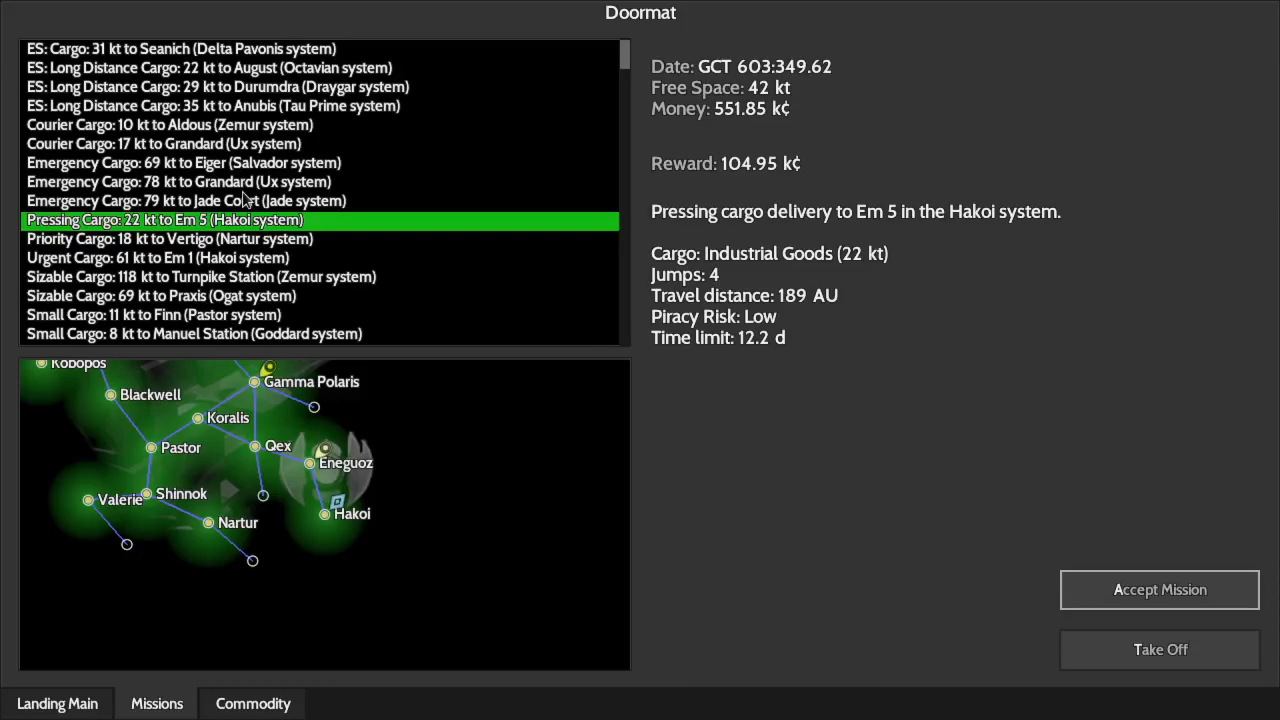 Doormat
ES: Cargo: 31 kt to Seanich (Delta Pavonis system)
ES: Long Distance Cargo: 22 kt to August (Octavian system)
ES: Long Distance Cargo: 29 kt to Durumdra (Draygar system)
ES: Long Distance Cargo: 35 kt to Anubis (Tau Prime system)
Courier Cargo: 10 kt to Aldous (Zemur system)
Courier Cargo: 17 kt to Grandard (Ux system)
Emergency Cargo: 69 kt to Eiger (Salvador system)
Emergency Cargo: 78 kt to Grandard (Ux system)
Emergency Cargo: 79 kt to Jade Court (Jade system)
Pressing Cargo: 22 kt to Em 5 (Hakoi system)
Priority Cargo: 18 kt to Vertigo (Nartur system)
Urgent Cargo: 61 kt to Em 1 (Hakoi system)
Sizable Cargo: 118 kt to Turnpike Station (Zemur system)
Sizable Cargo: 69 kt to Praxis (Ogat system)
Small Cargo: 11 kt to Finn (Pastor system)
Small Cargo: 8 kt to Manuel Station (Goddard system)
Date: GCT 603:349.62
Free Space: 42 kt
Money: 551.85 k¢
Reward: 104.95 k¢
Pressing cargo delivery to Em 5 in the Hakoi system.
Cargo: Industrial Goods (22 kt)
Jumps: 4
Travel distance: 189 AU
Piracy Risk: Low
Time limit: 12.2 d
Kobopos
Gamma Polaris
Blackwell
Koralis
Pastor
Qex
Eneguoz
Shinnok
Valerie
Hakoi
Nartur
Accept Mission
Take Off
Landing Main
Missions
Commodity